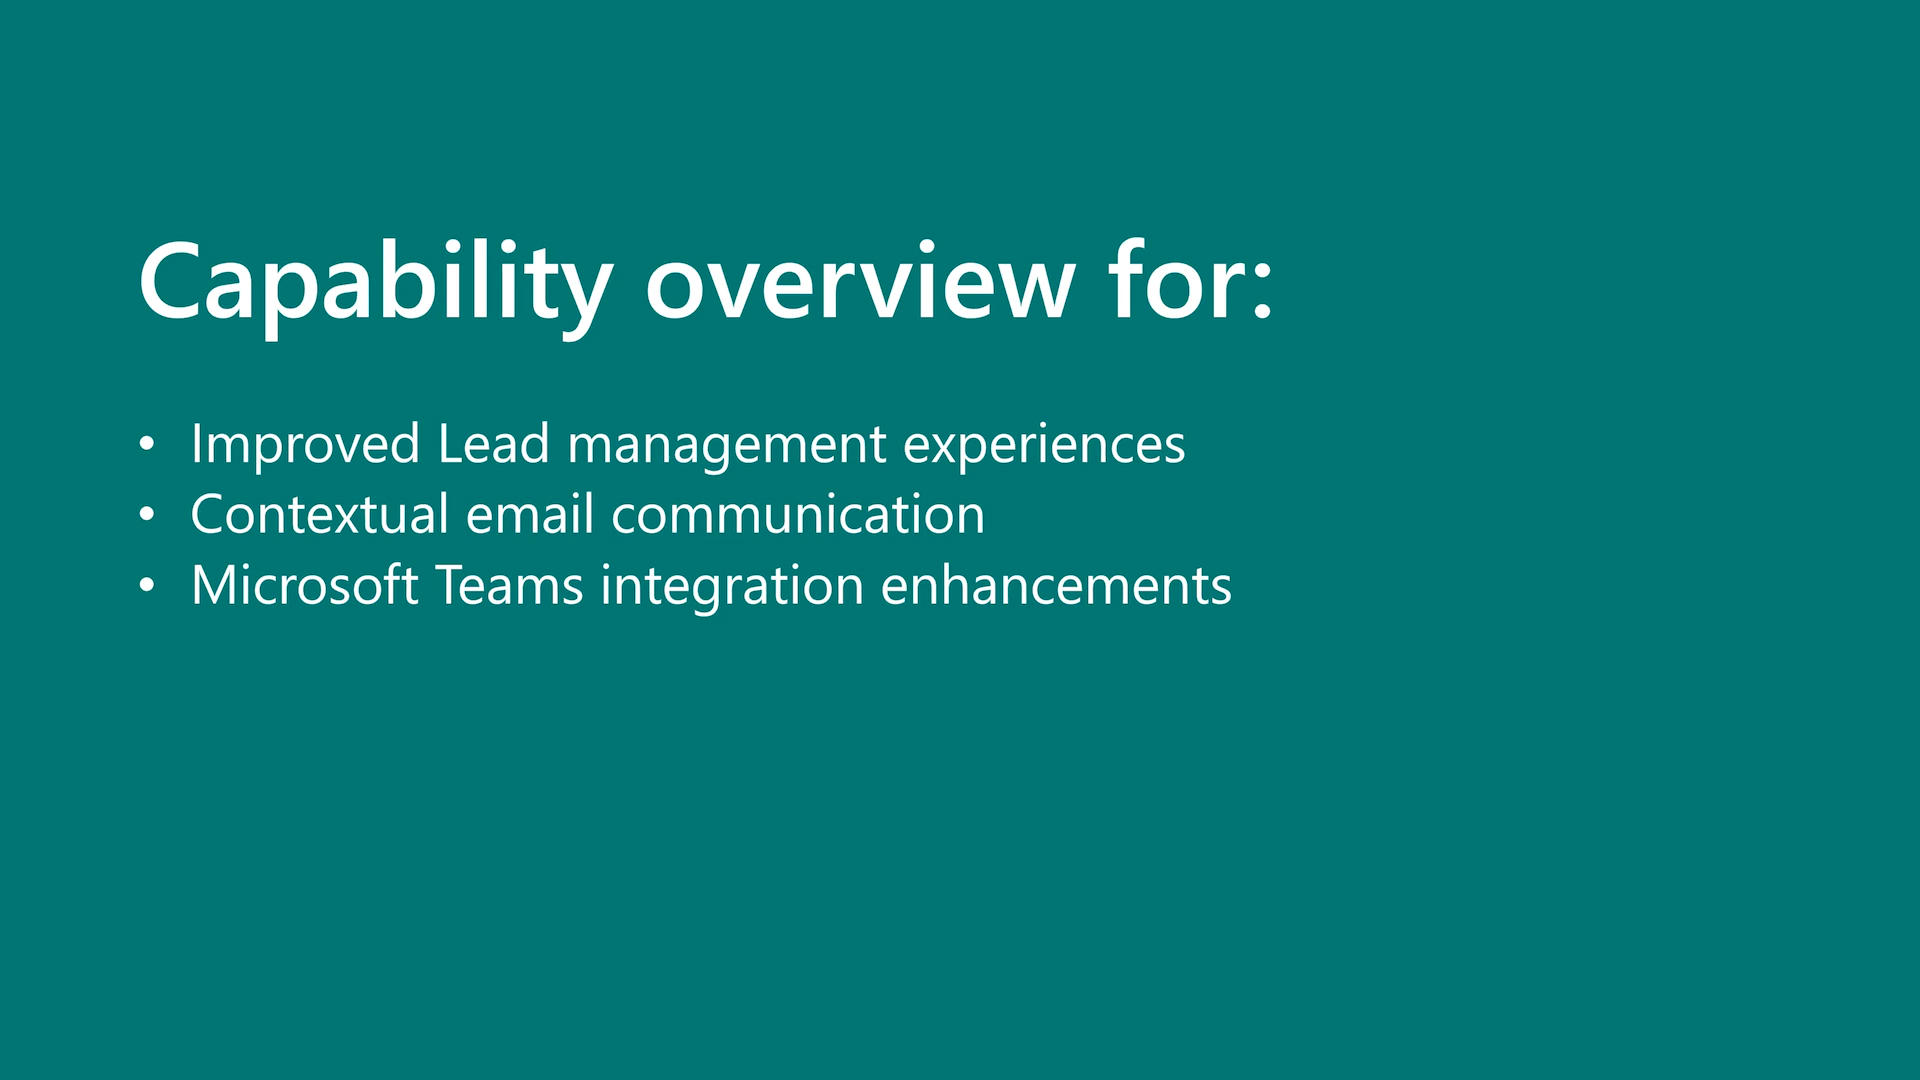 Capability overview for:
• Improved Lead management experiences
• Contextual email communication
• Microsoft Teams integration enhancements